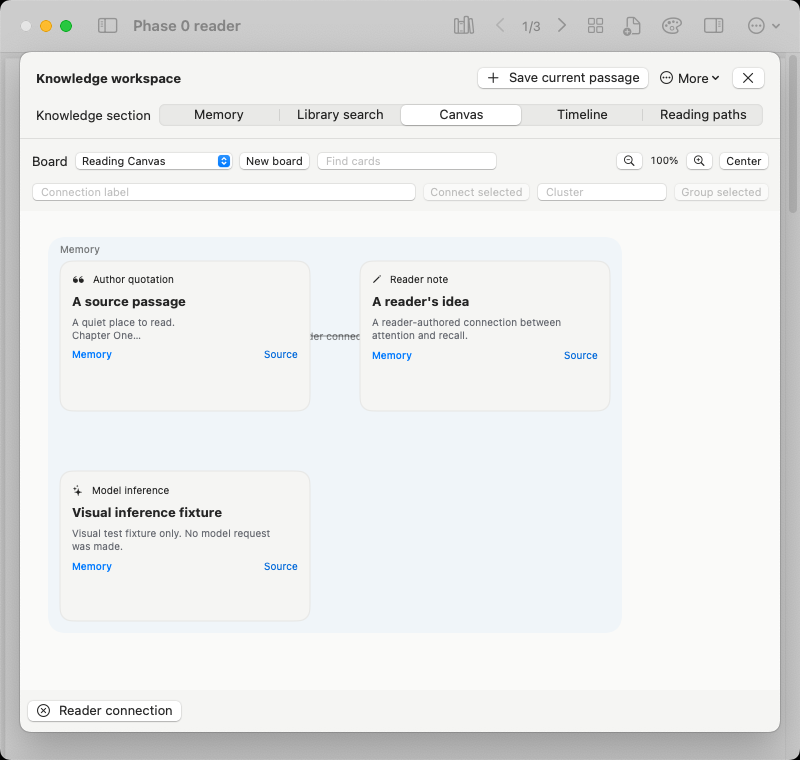 Phase 0 reader
1/3
Knowledge workspace
Save current passage
More
Knowledge section
Memory
Library search
Canvas
Timeline
Reading paths
Board
Reading Canvas
New board
Find cards
100%
Center
Connection label
Connect selected
Cluster
Group selected
Memory
Author quotation
A source passage
A quiet place to read.
Chapter One...
Memory
Source
Reader note
A reader's idea
A reader-authored connection between
attention and recall.
Memory
Source
Model inference
Visual inference fixture
Visual test fixture only. No model request
was made.
Memory
Source
Reader connection